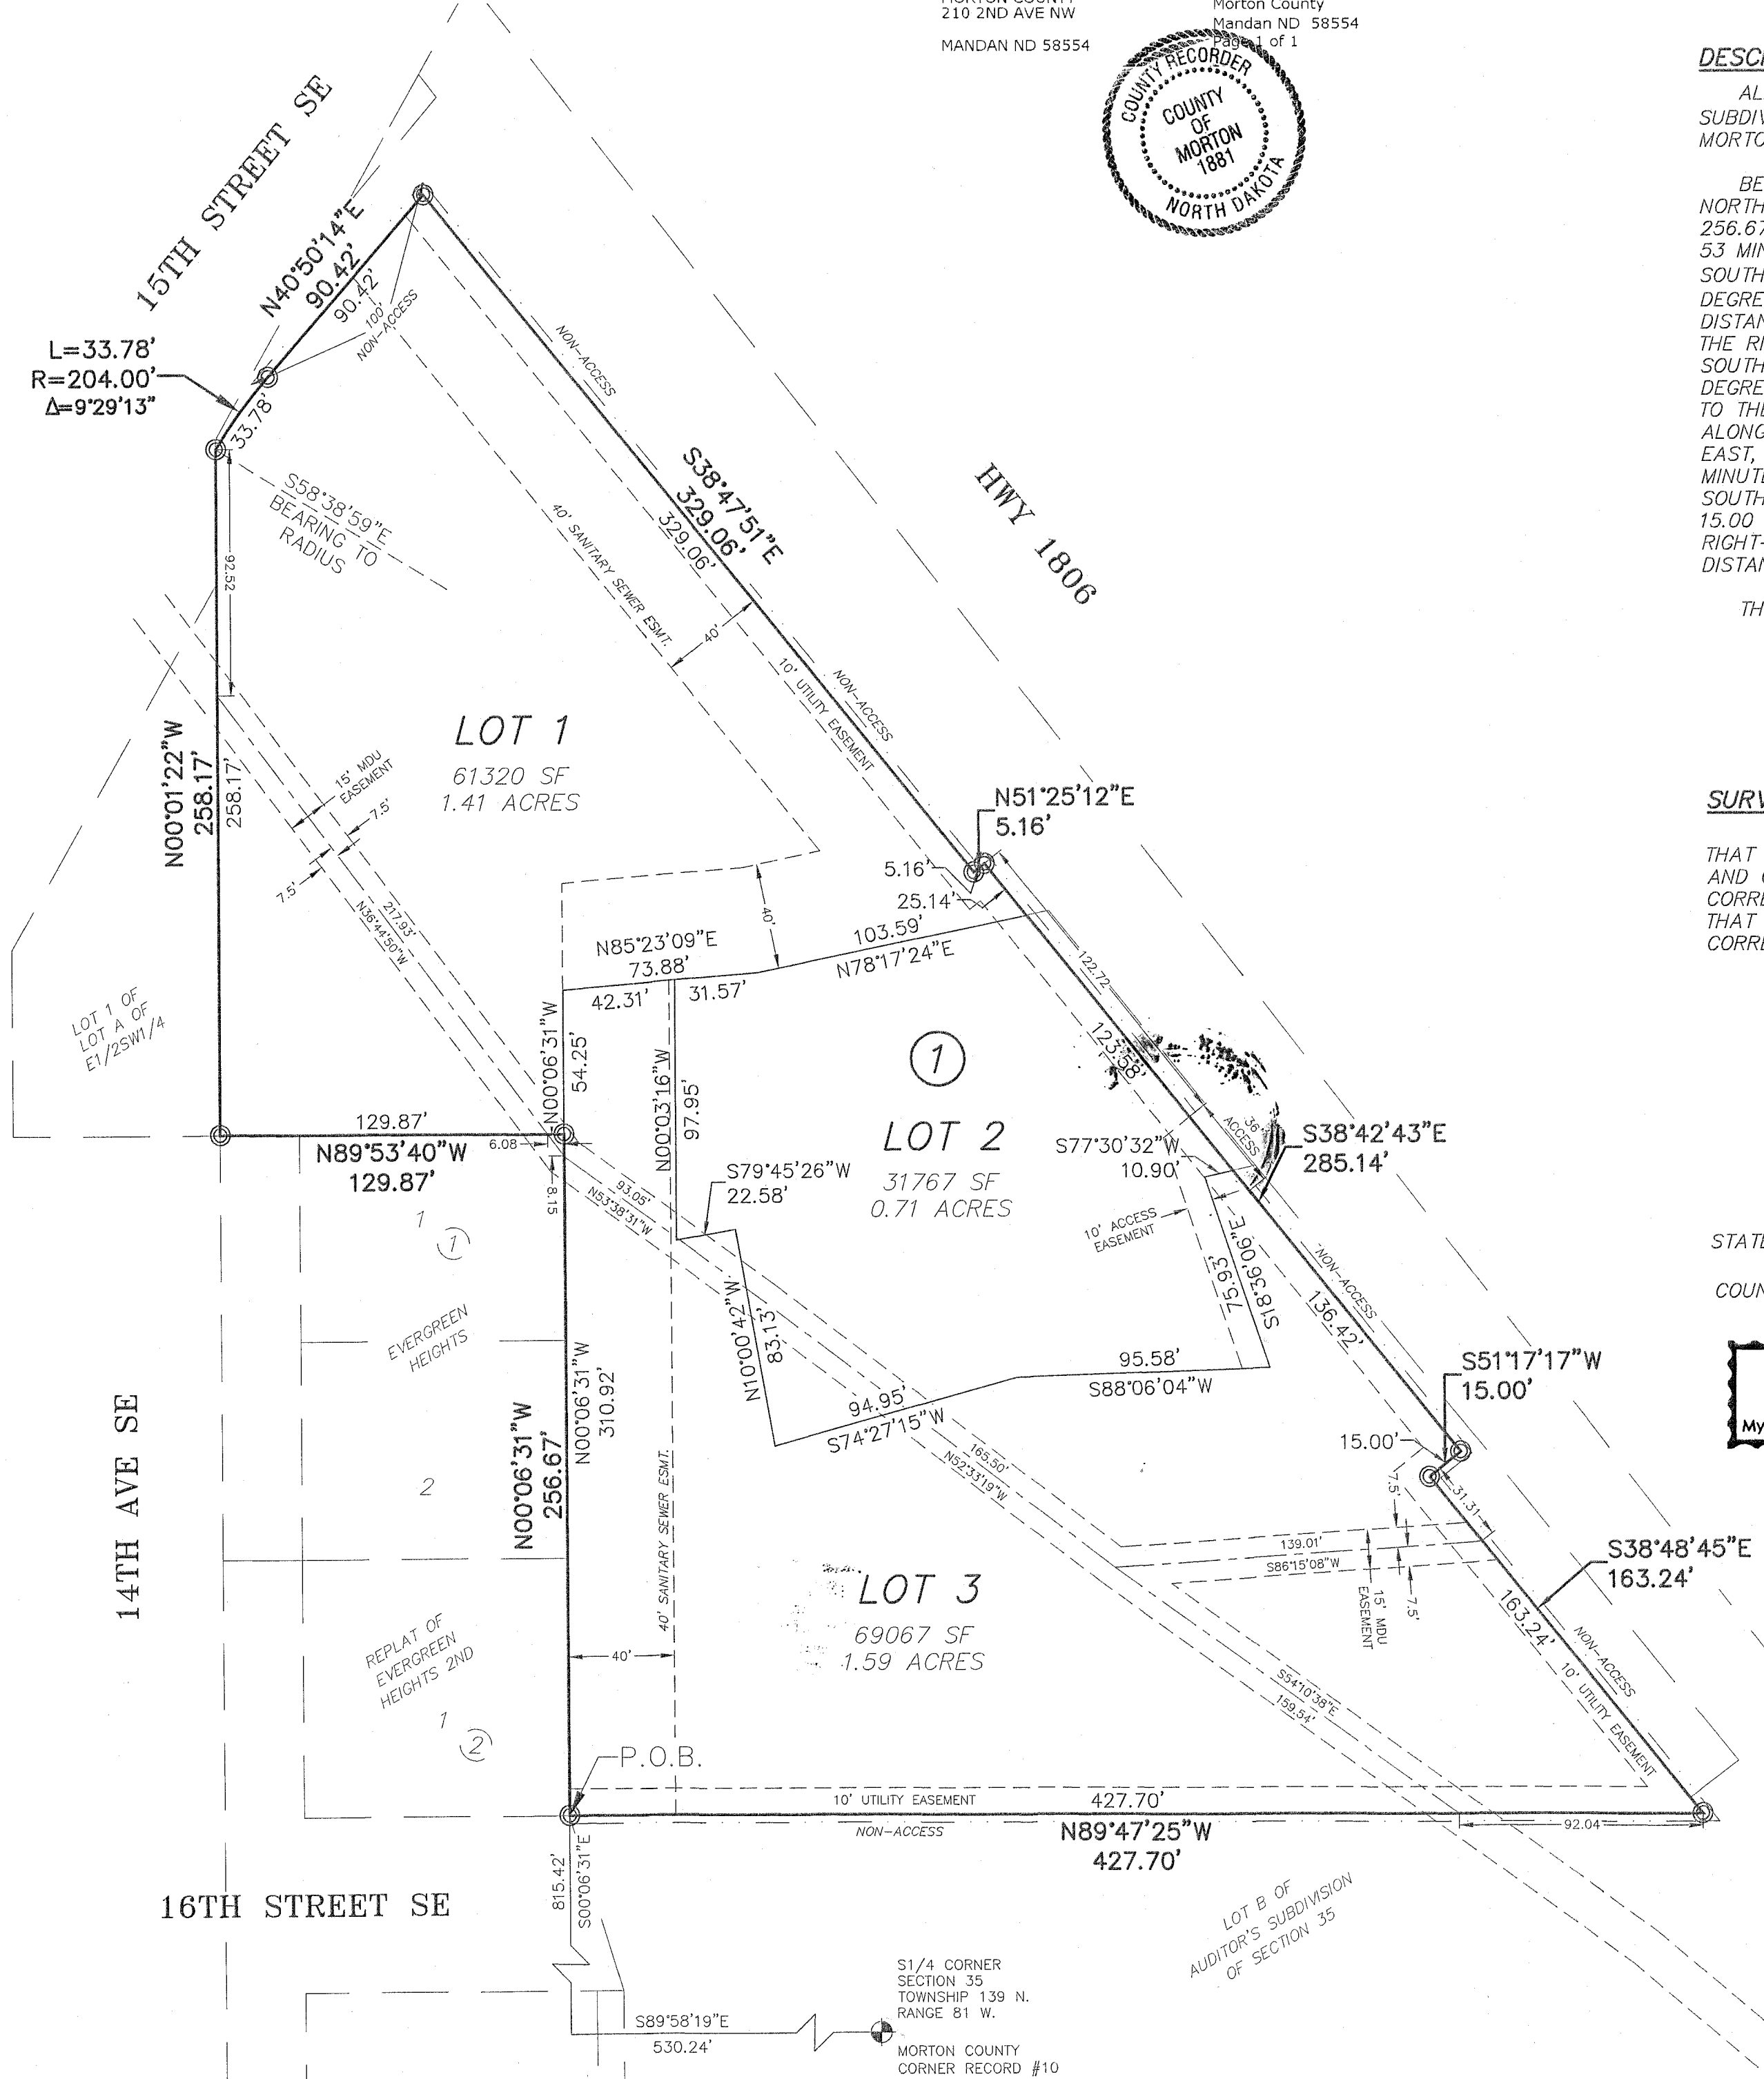 MORTON COUNTY
210 2ND AVE NW
MANDAN ND 58554
Morton County
Mandan ND 58554
Page 1 of 1
COUNTY RECORDER
COUNTY
OF
MORTON
1881
NORTH DAKOTA
15TH STREET SE
N40°50'14"E
90.42'
90.42'
100'
NON-ACCESS
L=33.78'
R=204.00'
Δ=9°29'13"
33.78'
S58°38'59"E
BEARING TO
RADIUS
92.52
NON-ACCESS
S38°47'51"E
329.06'
329.06'
HWY 1806
40' SANITARY SEWER ESMT.
40'
10' UTILITY EASEMENT
NON-ACCESS
LOT 1
61320 SF
1.41 ACRES
N00°01'22"W
258.17'
258.17'
15' MDU
EASEMENT
7.5'
7.5'
217.93'
N36°44'50"W
N51°25'12"E
5.16'
5.16'
25.14'
40'
N85°23'09"E
73.88'
42.31'
31.57'
103.59'
N78°17'24"E
122.72
123.58'
LOT 1 OF
LOT A OF
E1/2SW1/4
N00°06'31"W
54.25'
N00°03'16"W
97.95'
1
LOT 2
31767 SF
0.71 ACRES
129.87'
N89°53'40"W
129.87'
6.08
8.15
93.05'
N53°38'31"W
S79°45'26"W
22.58'
S77°30'32"W
10.90'
36'
ACCESS
S38°42'43"E
285.14'
10' ACCESS
EASEMENT
S18°36'06"E
75.93'
NON-ACCESS
136.42'
1
1
EVERGREEN
HEIGHTS
N10°00'42"W
83.13'
95.58'
S88°06'04"W
94.95'
S74°27'15"W
S51°17'17"W
15.00'
15.00'
31.31
N00°06'31"W
256.67'
N00°06'31"W
310.92'
40' SANITARY SEWER ESMT.
165.50'
N52°33'19"W
7.5'
139.01'
S86°15'08"W
15' MDU
EASEMENT
7.5'
S38°48'45"E
163.24'
163.24'
NON-ACCESS
10' UTILITY EASEMENT
14TH AVE SE
2
LOT 3
69067 SF
1.59 ACRES
REPLAT OF
EVERGREEN
HEIGHTS 2ND
1
2
40'
S54°10'38"E
159.54'
P.O.B.
10' UTILITY EASEMENT
427.70'
NON-ACCESS
N89°47'25"W
427.70'
92.04
815.42'
S00°06'31"E
16TH STREET SE
LOT B OF
AUDITOR'S SUBDIVISION
OF SECTION 35
S1/4 CORNER
SECTION 35
TOWNSHIP 139 N.
RANGE 81 W.
S89°58'19"E
530.24'
MORTON COUNTY
CORNER RECORD #10
256.67
53
SOUTH
THE
SOUTH
TO THE
ALONG
EAST,
SOUTH
15.00
THAT
AND
THAT
My